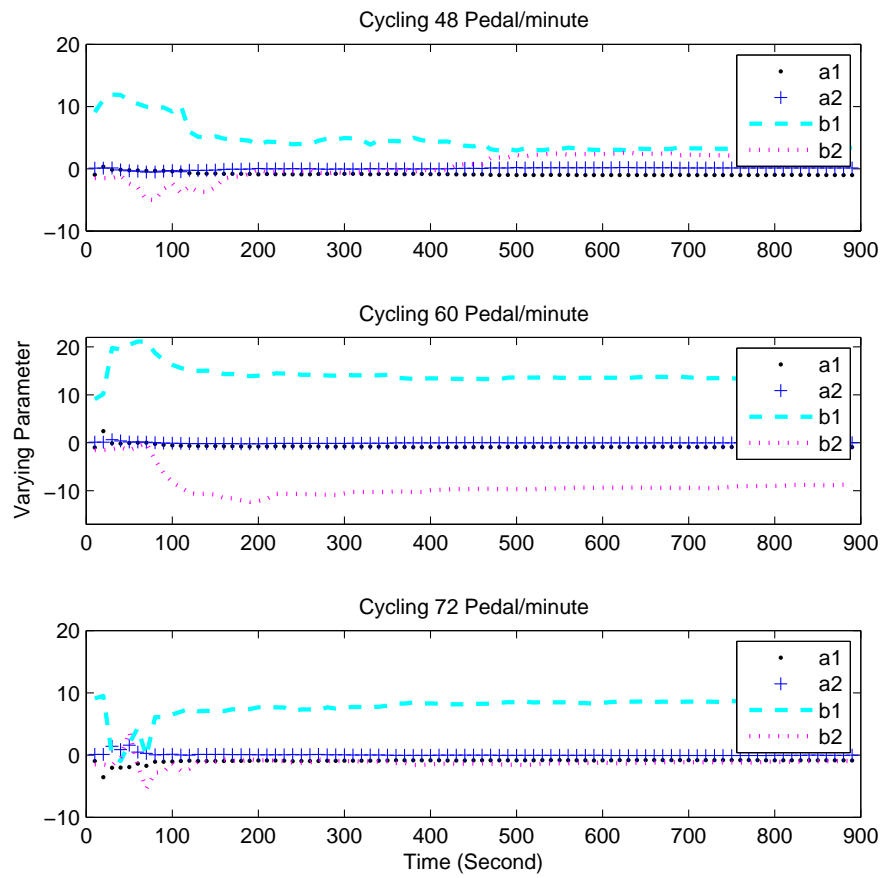 Cycling 48 Pedal/minute
20
10
0
−10
0 100 200 300 400 500 600 700 800 900
a1
a2
b1
b2
Cycling 60 Pedal/minute
Varying Parameter
20
10
0
−10
0 100 200 300 400 500 600 700 800 900
a1
a2
b1
b2
Cycling 72 Pedal/minute
20
10
0
−10
0 100 200 300 400 500 600 700 800 900
a1
a2
b1
b2
Time (Second)